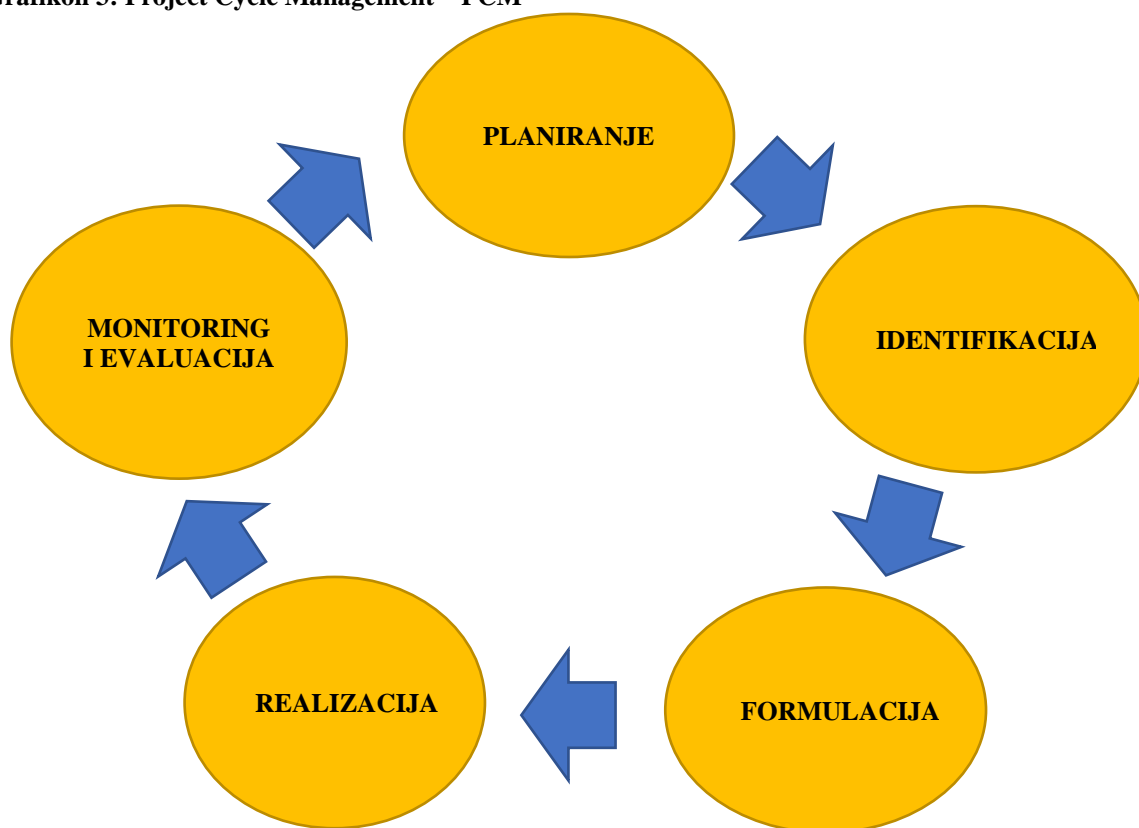 Project Cycle Management – PCM
PLANIRANJE
IDENTIFIKACIJA
FORMULACIJA
REALIZACIJA
MONITORING
I EVALUACIJA